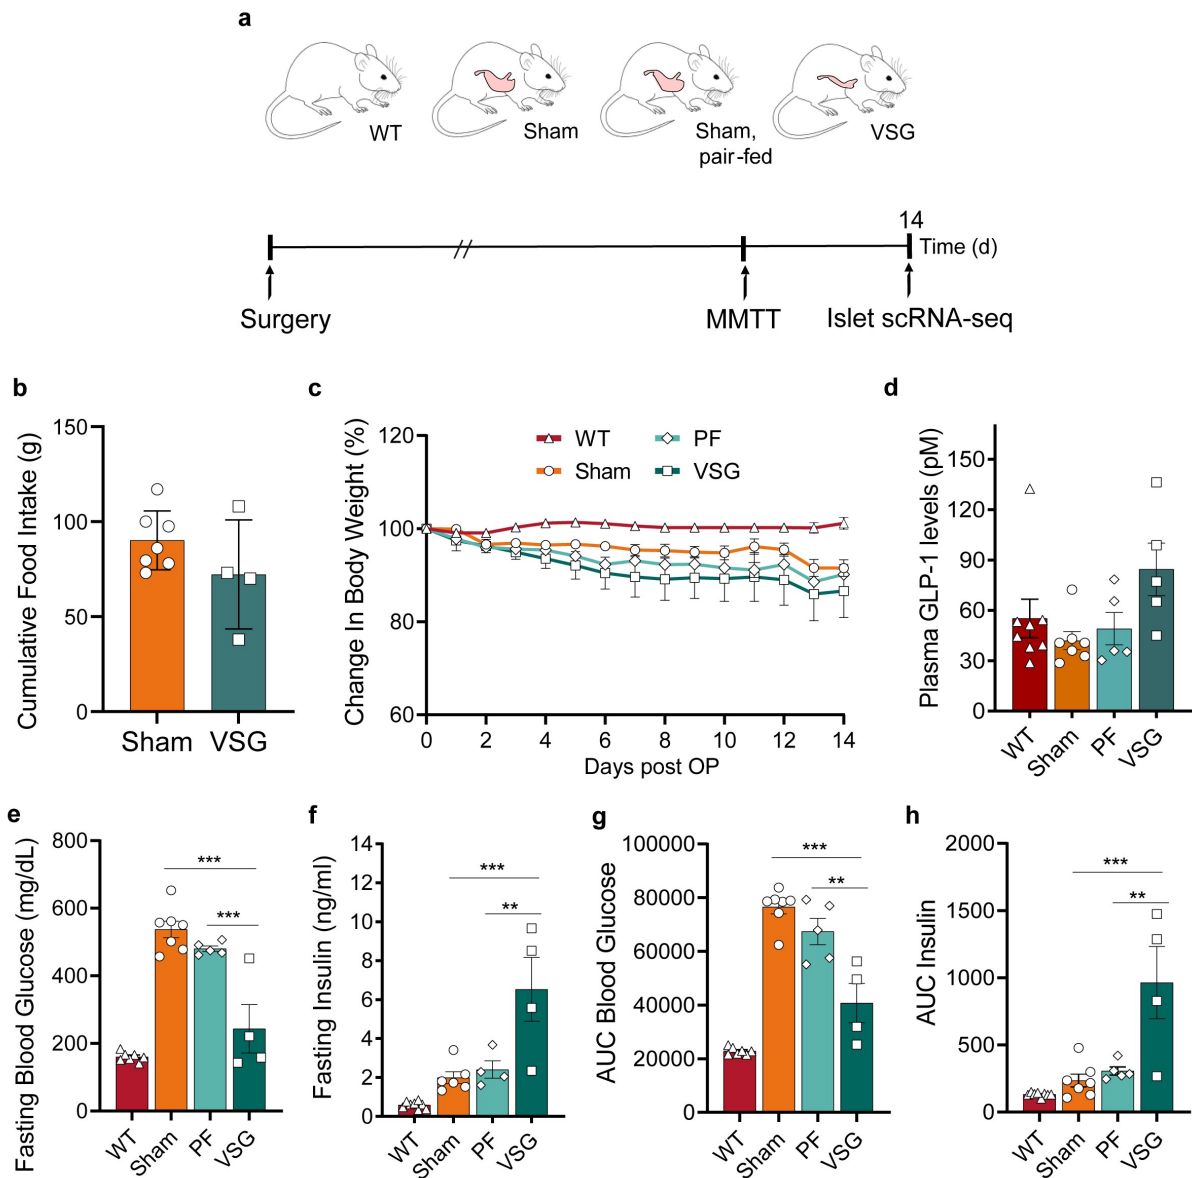 a
WT
Sham
Sham,
pair-fed
VSG
14
Time (d)
Surgery
MMTT
Islet scRNA-seq
b
Cumulative Food Intake (g)
150
100
50
0
Sham
VSG
c
Change In Body Weight (%)
120
100
80
60
WT
PF
Sham
VSG
0 2 4 6 8 10 12 14
Days post OP
d
Plasma GLP-1 levels (pM)
150
120
90
60
30
0
WT
Sham
PF
VSG
e
Fasting Blood Glucose (mg/dL)
800
600
400
200
0
***
***
WT
Sham
PF
VSG
f
Fasting Insulin (ng/ml)
14
12
10
8
6
4
2
0
***
**
WT
Sham
PF
VSG
g
AUC Blood Glucose
100000
80000
60000
40000
20000
0
***
**
WT
Sham
PF
VSG
h
AUC Insulin
2000
1500
1000
500
0
***
**
WT
Sham
PF
VSG